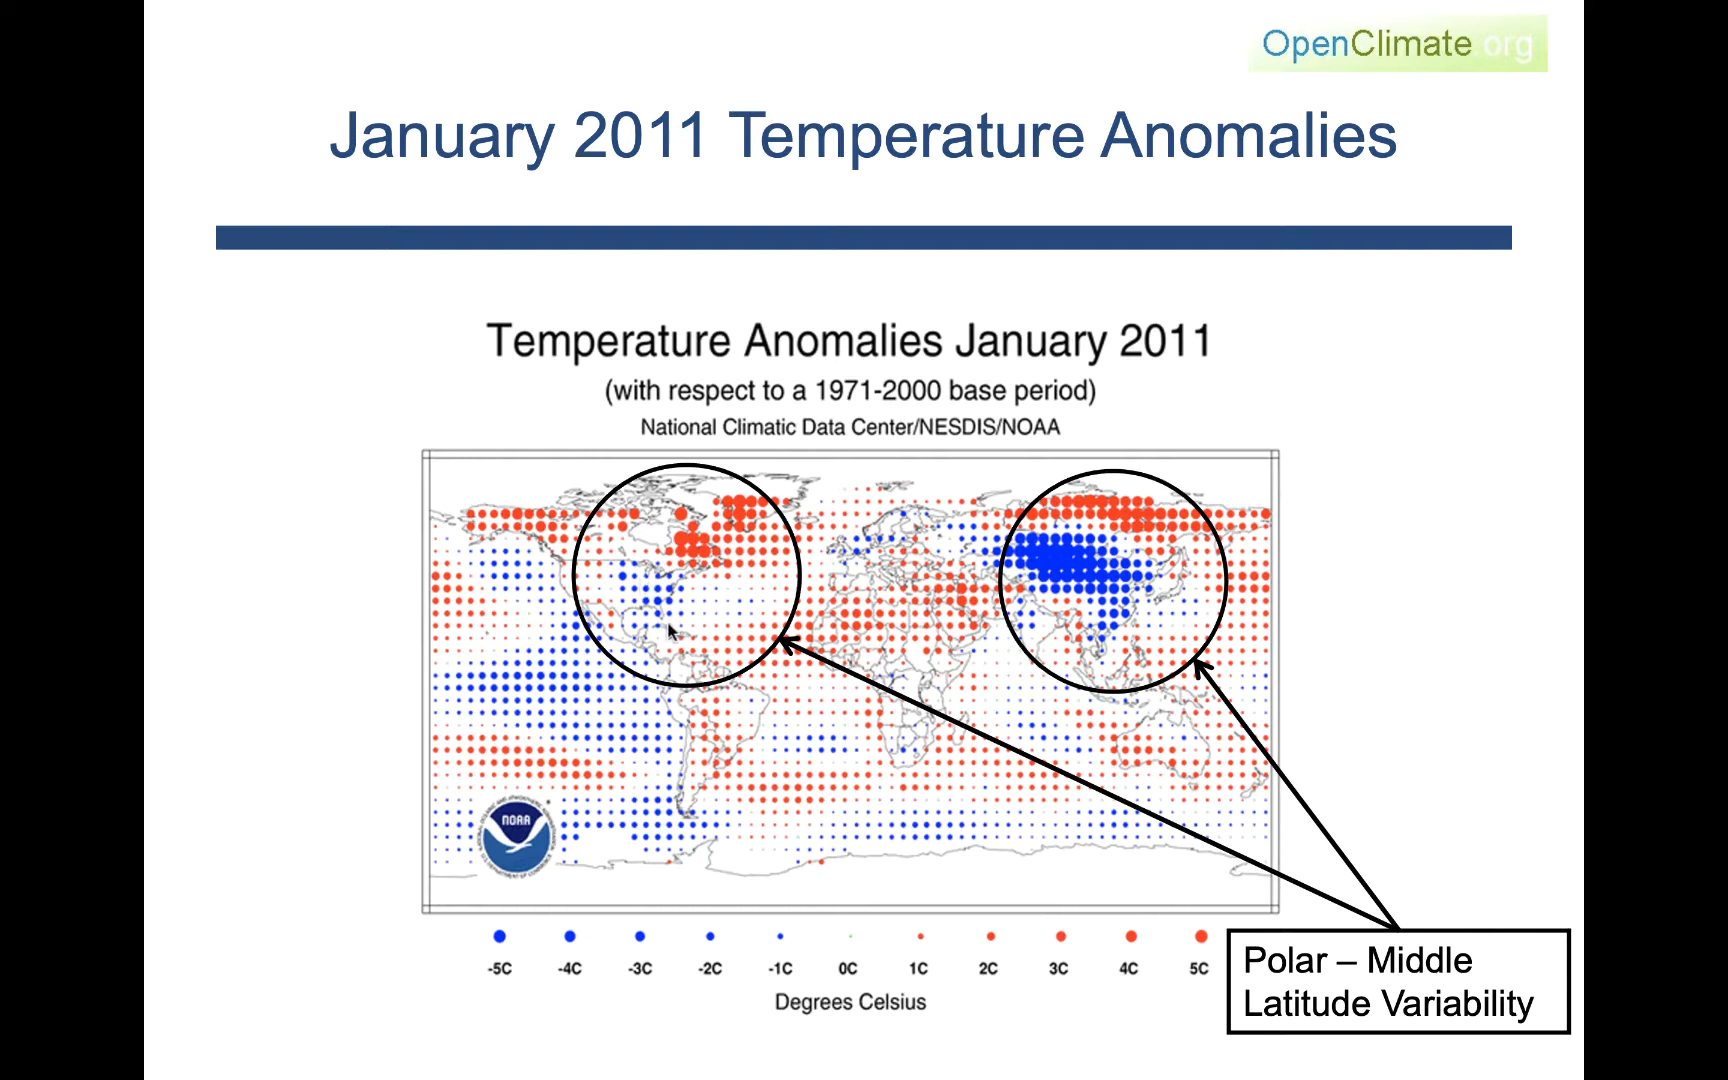 OpenClimate.org
January 2011 Temperature Anomalies
Temperature Anomalies January 2011
(with respect to a 1971-2000 base period)
National Climatic Data Center/NESDIS/NOAA
NOAA
-5C -4C -3C -2C -1C 0C 1C 2C 3C 4C 5C
Degrees Celsius
Polar – Middle
Latitude Variability